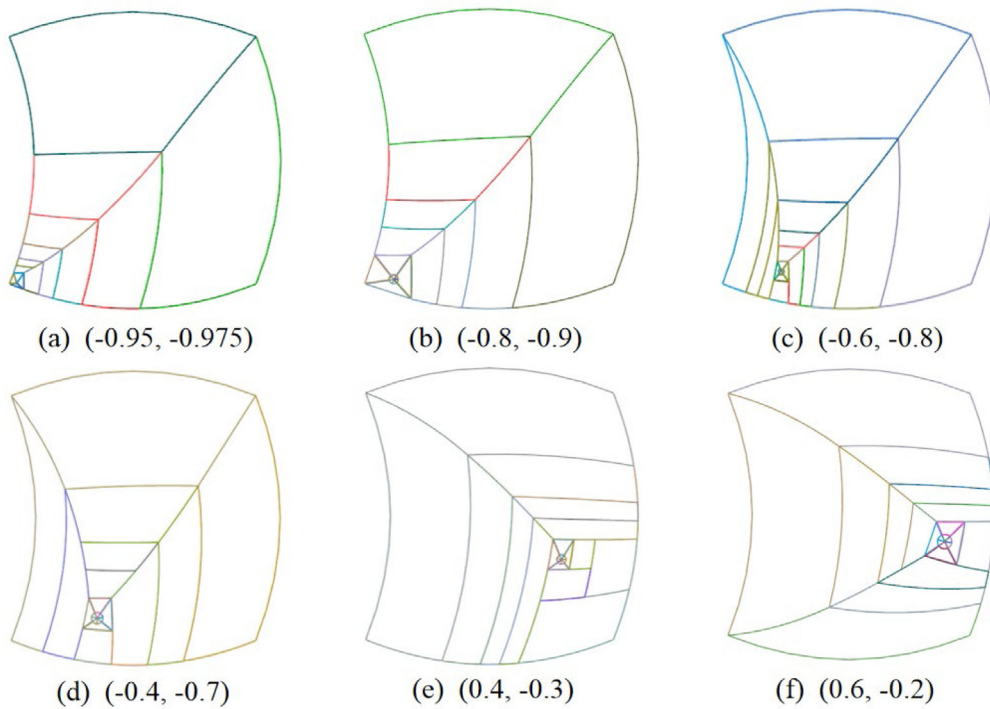 (a) (-0.95, -0.975)
(b) (-0.8, -0.9)
(c) (-0.6, -0.8)
(d) (-0.4, -0.7)
(e) (0.4, -0.3)
(f) (0.6, -0.2)